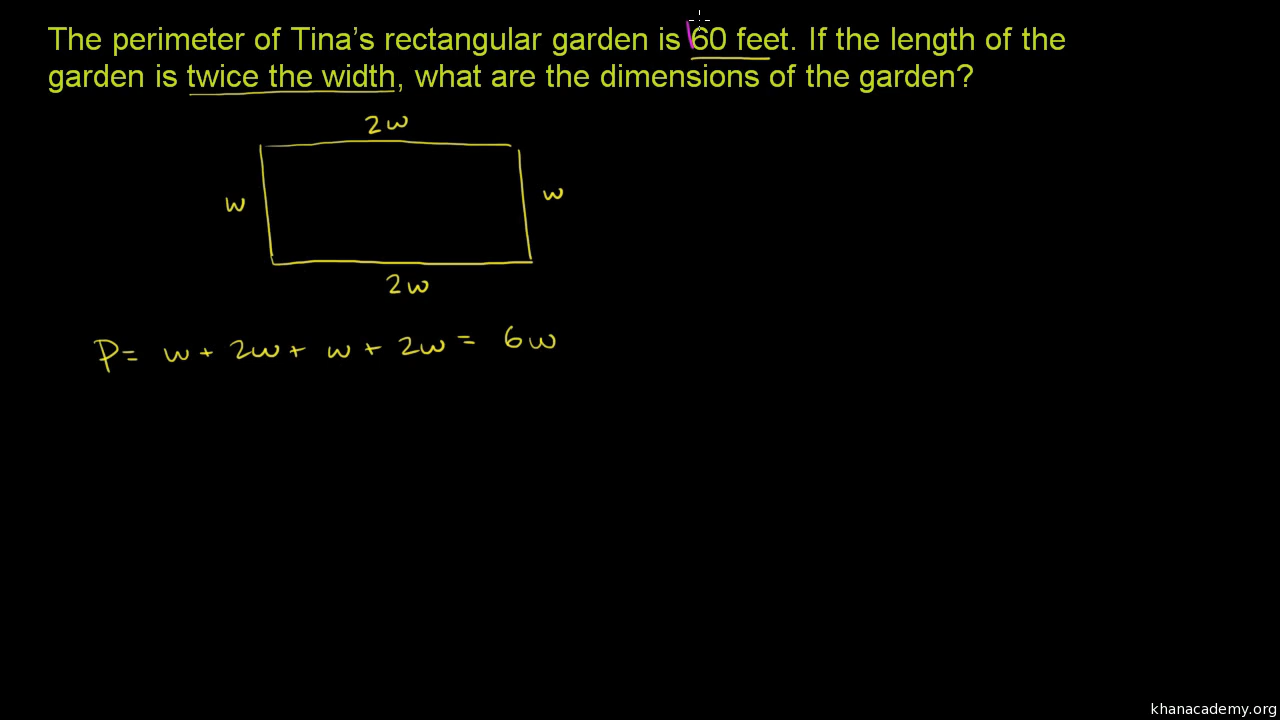 The perimeter of Tina’s rectangular garden is 60 feet. If the length of the
garden is twice the width, what are the dimensions of the garden?
2w
w
w
2w
P= w + 2w + w + 2w = 6w
khanacademy.org